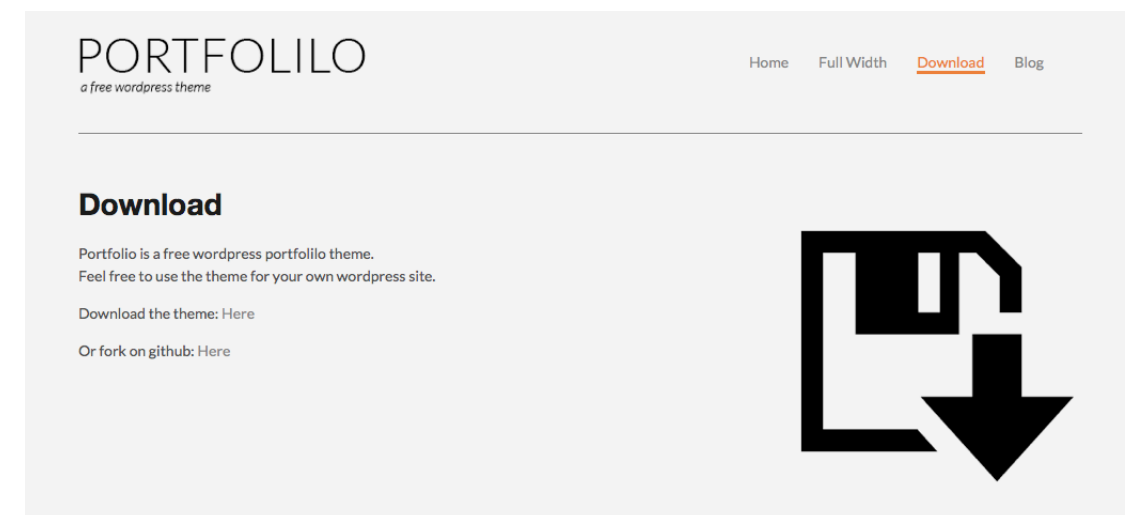 PORTFOLILO
a free wordpress theme
Home Full Width Download Blog
Download
Portfolio is a free wordpress portfolilo theme.
Feel free to use the theme for your own wordpress site.
Download the theme: Here
Or fork on github: Here